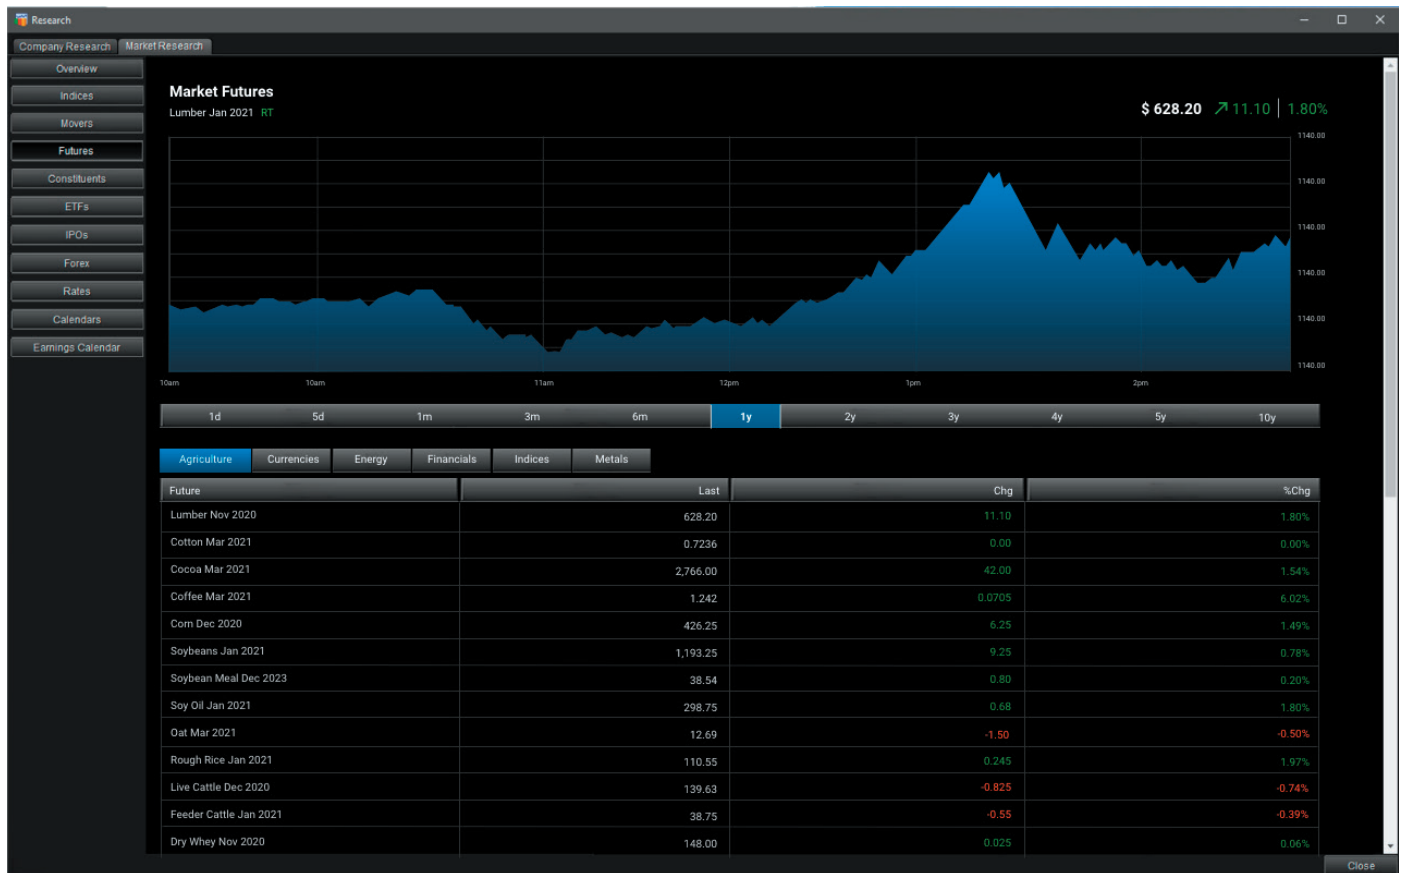 Research
Company Research Market Research
Overview
Indices
Movers
Futures
Constituents
ETFs
IPOs
Forex
Rates
Calendars
Earnings Calendar
Market Futures
Lumber Jan 2021 RT
$ 628.20 11.10 1.80%
1140.00
1140.00
1140.00
1140.00
1140.00
1140.00
10am 10am 11am 12pm 1pm 2pm
1d 5d 1m 3m 6m 1y 2y 3y 4y 5y 10y
Agriculture Currencies Energy Financials Indices Metals
Future Last Chg %Chg
Lumber Nov 2020 628.20 11.10 1.80%
Cotton Mar 2021 0.7236 0.00 0.00%
Cocoa Mar 2021 2,766.00 42.00 1.54%
Coffee Mar 2021 1.242 0.0705 6.02%
Corn Dec 2020 426.25 6.25 1.49%
Soybeans Jan 2021 1,193.25 9.25 0.78%
Soybean Meal Dec 2023 38.54 0.80 0.20%
Soy Oil Jan 2021 298.75 0.68 1.80%
Oat Mar 2021 12.69 -1.50 -0.50%
Rough Rice Jan 2021 110.55 0.245 1.97%
Live Cattle Dec 2020 139.63 -0.825 -0.74%
Feeder Cattle Jan 2021 38.75 -0.55 -0.39%
Dry Whey Nov 2020 148.00 0.025 0.06%
Close